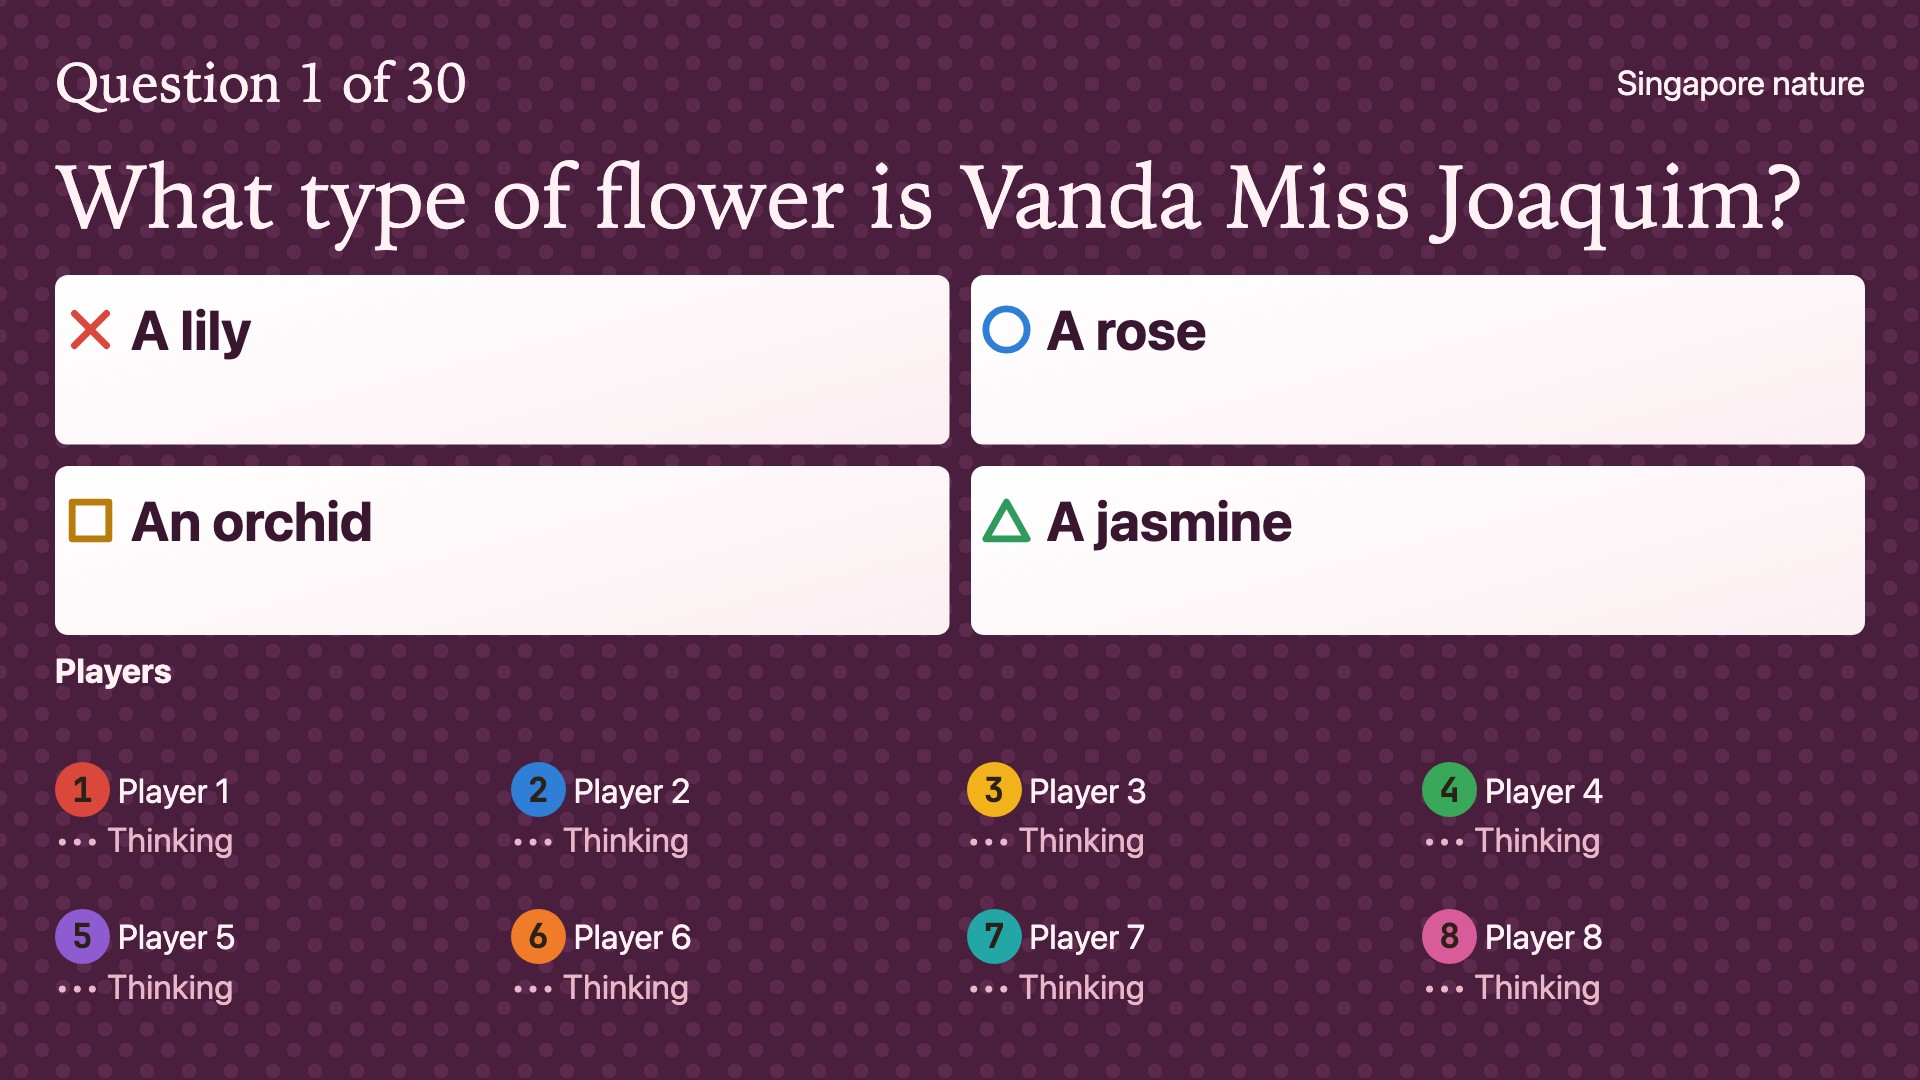 Question 1 of 30
Singapore nature
What type of flower is Vanda Miss Joaquim?
A lily
A rose
An orchid
A jasmine
Players
1 Player 1
... Thinking
2 Player 2
... Thinking
3 Player 3
... Thinking
4 Player 4
... Thinking
5 Player 5
... Thinking
6 Player 6
... Thinking
7 Player 7
... Thinking
8 Player 8
... Thinking